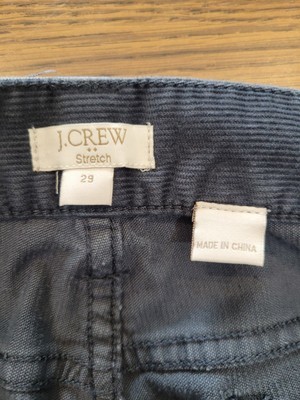 J.CREW
Stretch
29
MADE IN CHINA